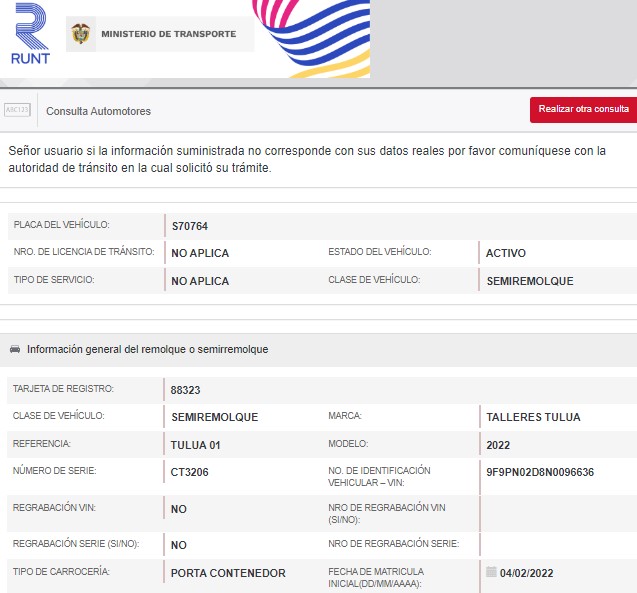 RUNT
MINISTERIO DE TRANSPORTE
ABC123
Consulta Automotores
Realizar otra consulta
Señor usuario si la información suministrada no corresponde con sus datos reales por favor comuníquese con la
autoridad de tránsito en la cual solicitó su trámite.
PLACA DEL VEHÍCULO: S70764
NRO. DE LICENCIA DE TRÁNSITO: NO APLICA ESTADO DEL VEHÍCULO: ACTIVO
TIPO DE SERVICIO: NO APLICA CLASE DE VEHÍCULO: SEMIREMOLQUE
Información general del remolque o semirremolque
TARJETA DE REGISTRO: 88323
CLASE DE VEHÍCULO: SEMIREMOLQUE MARCA: TALLERES TULUA
REFERENCIA: TULUA 01 MODELO: 2022
NÚMERO DE SERIE: CT3206 NO. DE IDENTIFICACIÓN
VEHICULAR – VIN: 9F9PN02D8N0096636
REGRABACIÓN VIN: NO NRO DE REGRABACIÓN VIN
(SI/NO):
REGRABACIÓN SERIE (SI/NO): NO NRO DE REGRABACIÓN SERIE:
TIPO DE CARROCERÍA: PORTA CONTENEDOR FECHA DE MATRICULA
INICIAL(DD/MM/AAAA): 04/02/2022